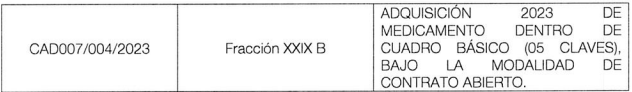 CAD007/004/2023
Fracción XXIX B
ADQUISICIÓN 2023 DE
MEDICAMENTO DENTRO DE
CUADRO BÁSICO (05 CLAVES),
BAJO LA MODALIDAD DE
CONTRATO ABIERTO.